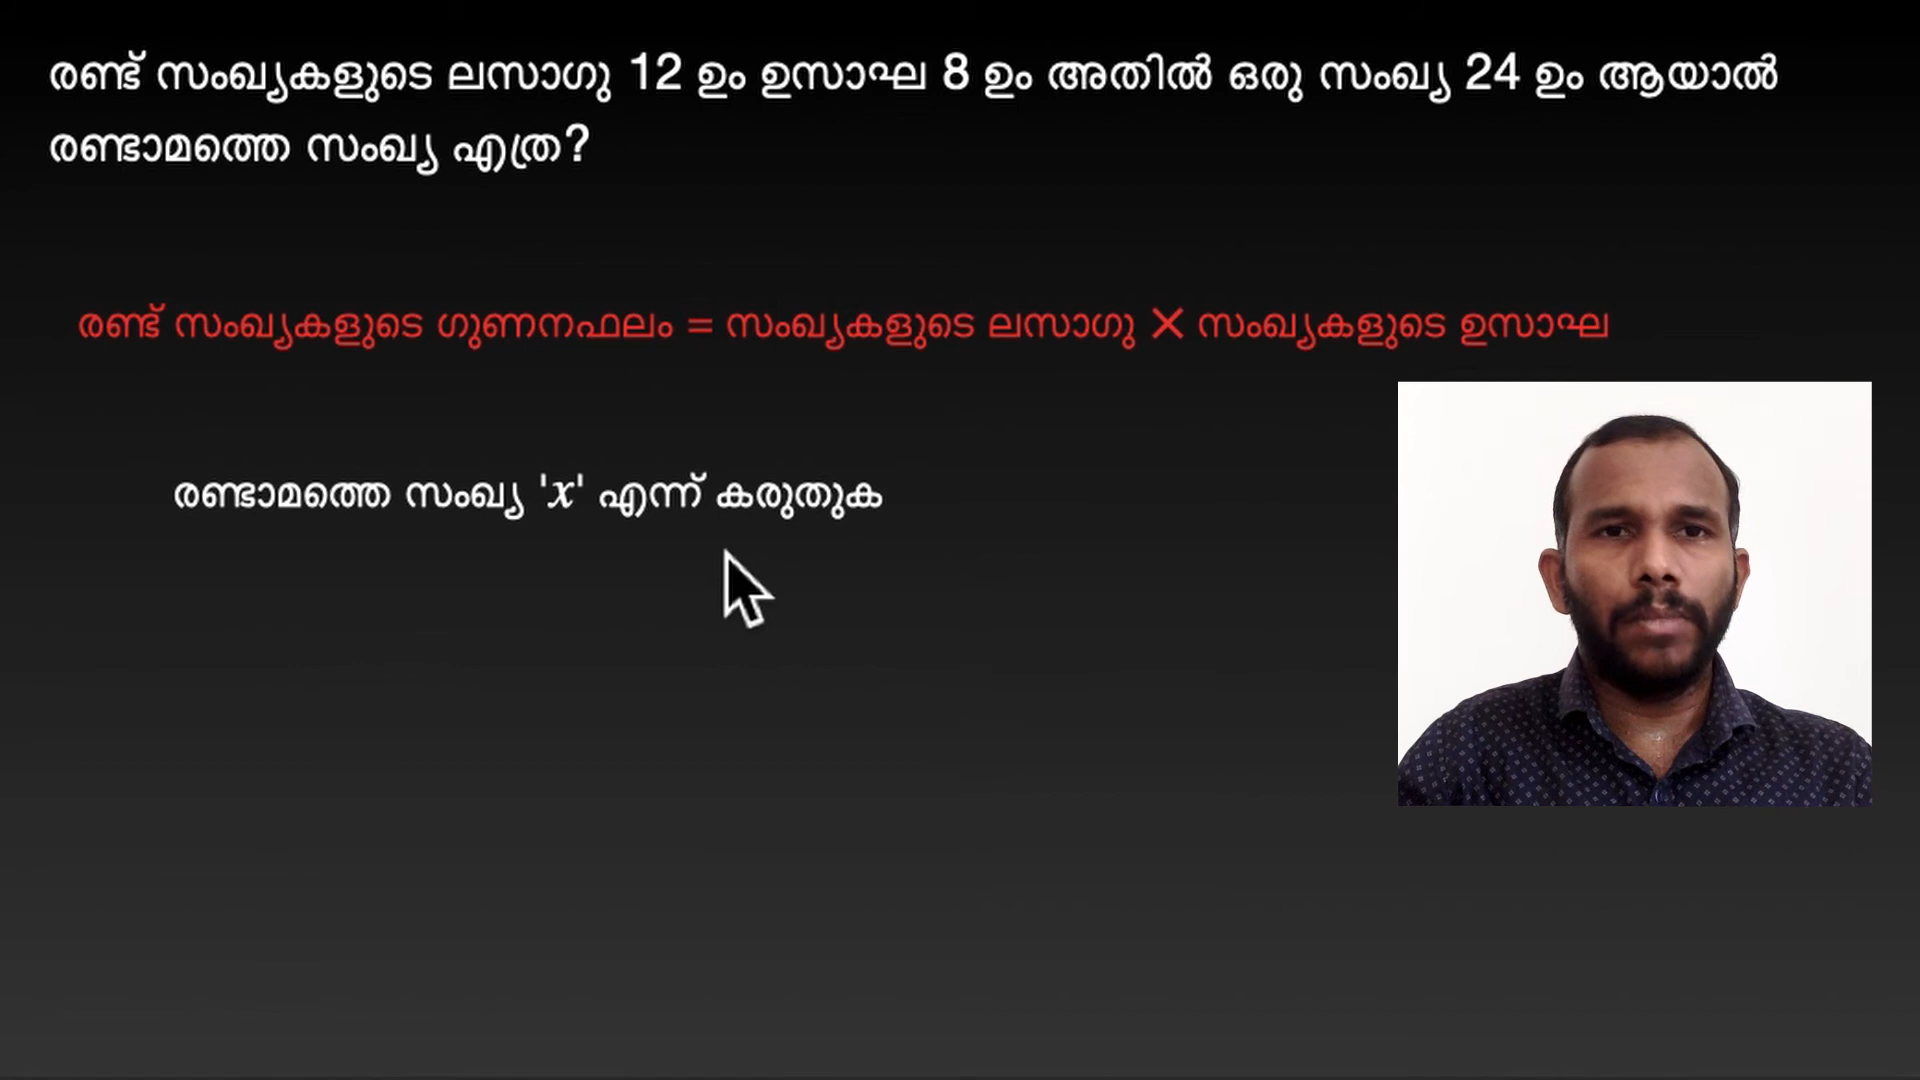 രണ്ട് സംഖ്യകളുടെ ലസാഗു 12 ഉം ഉസാഘ 8 ഉം അതിൽ ഒരു സംഖ്യ 24 ഉം ആയാൽ
രണ്ടാമത്തെ സംഖ്യ എത്ര?
രണ്ട് സംഖ്യകളുടെ ഗുണനഫലം = സംഖ്യകളുടെ ലസാഗു × സംഖ്യകളുടെ ഉസാഘ
രണ്ടാമത്തെ സംഖ്യ 'x' എന്ന് കരുതുക